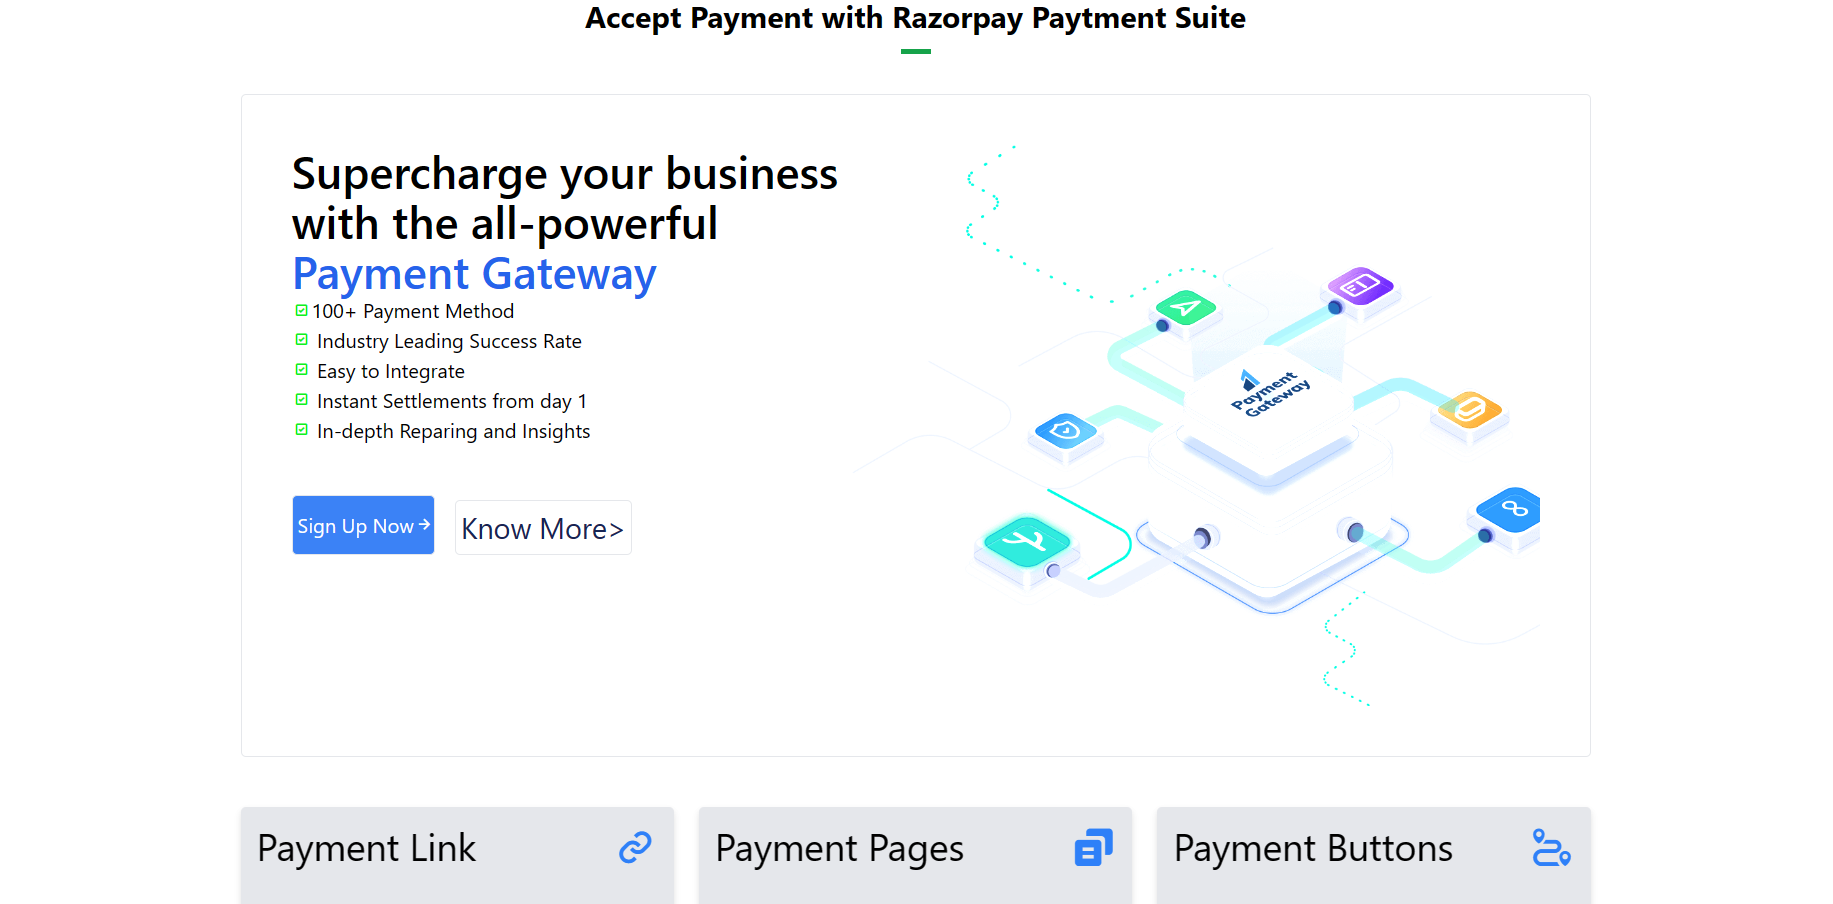 Accept Payment with Razorpay Paytment Suite
Supercharge your business
with the all-powerful
Payment Gateway
100+ Payment Method
Industry Leading Success Rate
Easy to Integrate
Instant Settlements from day 1
In-depth Reparing and Insights
Sign Up Now
Know More>
Payment
Gateway
Payment Link
Payment Pages
Payment Buttons